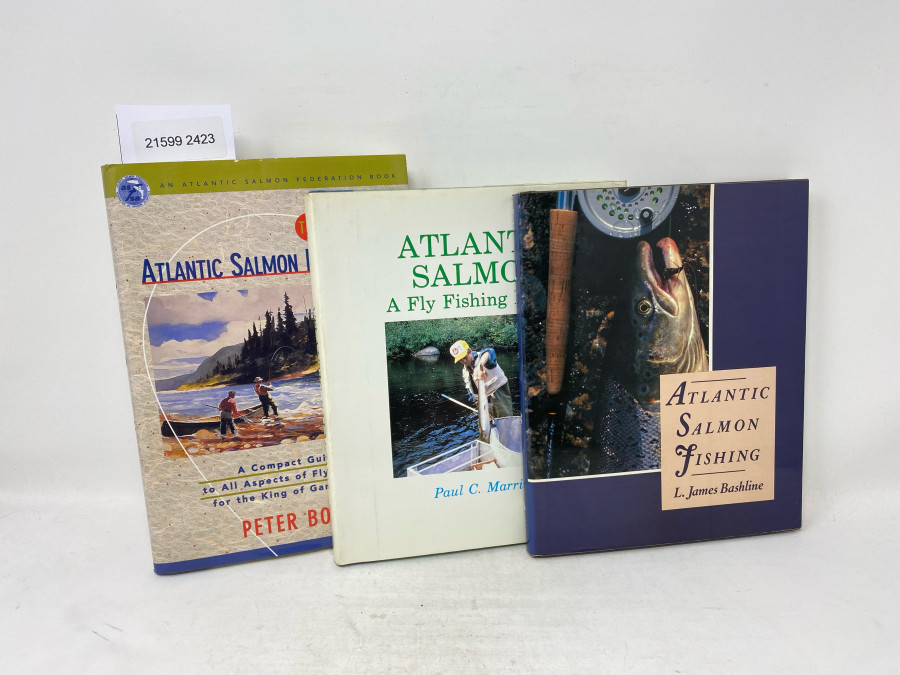 21599 2423
AN ATLANTIC SALMON FEDERATION BOOK
ATLANTIC SALMON
A Compact Gui
to All Aspects of Fly
for the King of Ga
PETER BO
ATLANT
SALMO
A Fly Fishing
Paul C. Marri
ATLANTIC
SALMON
FISHING
L. James Bashline